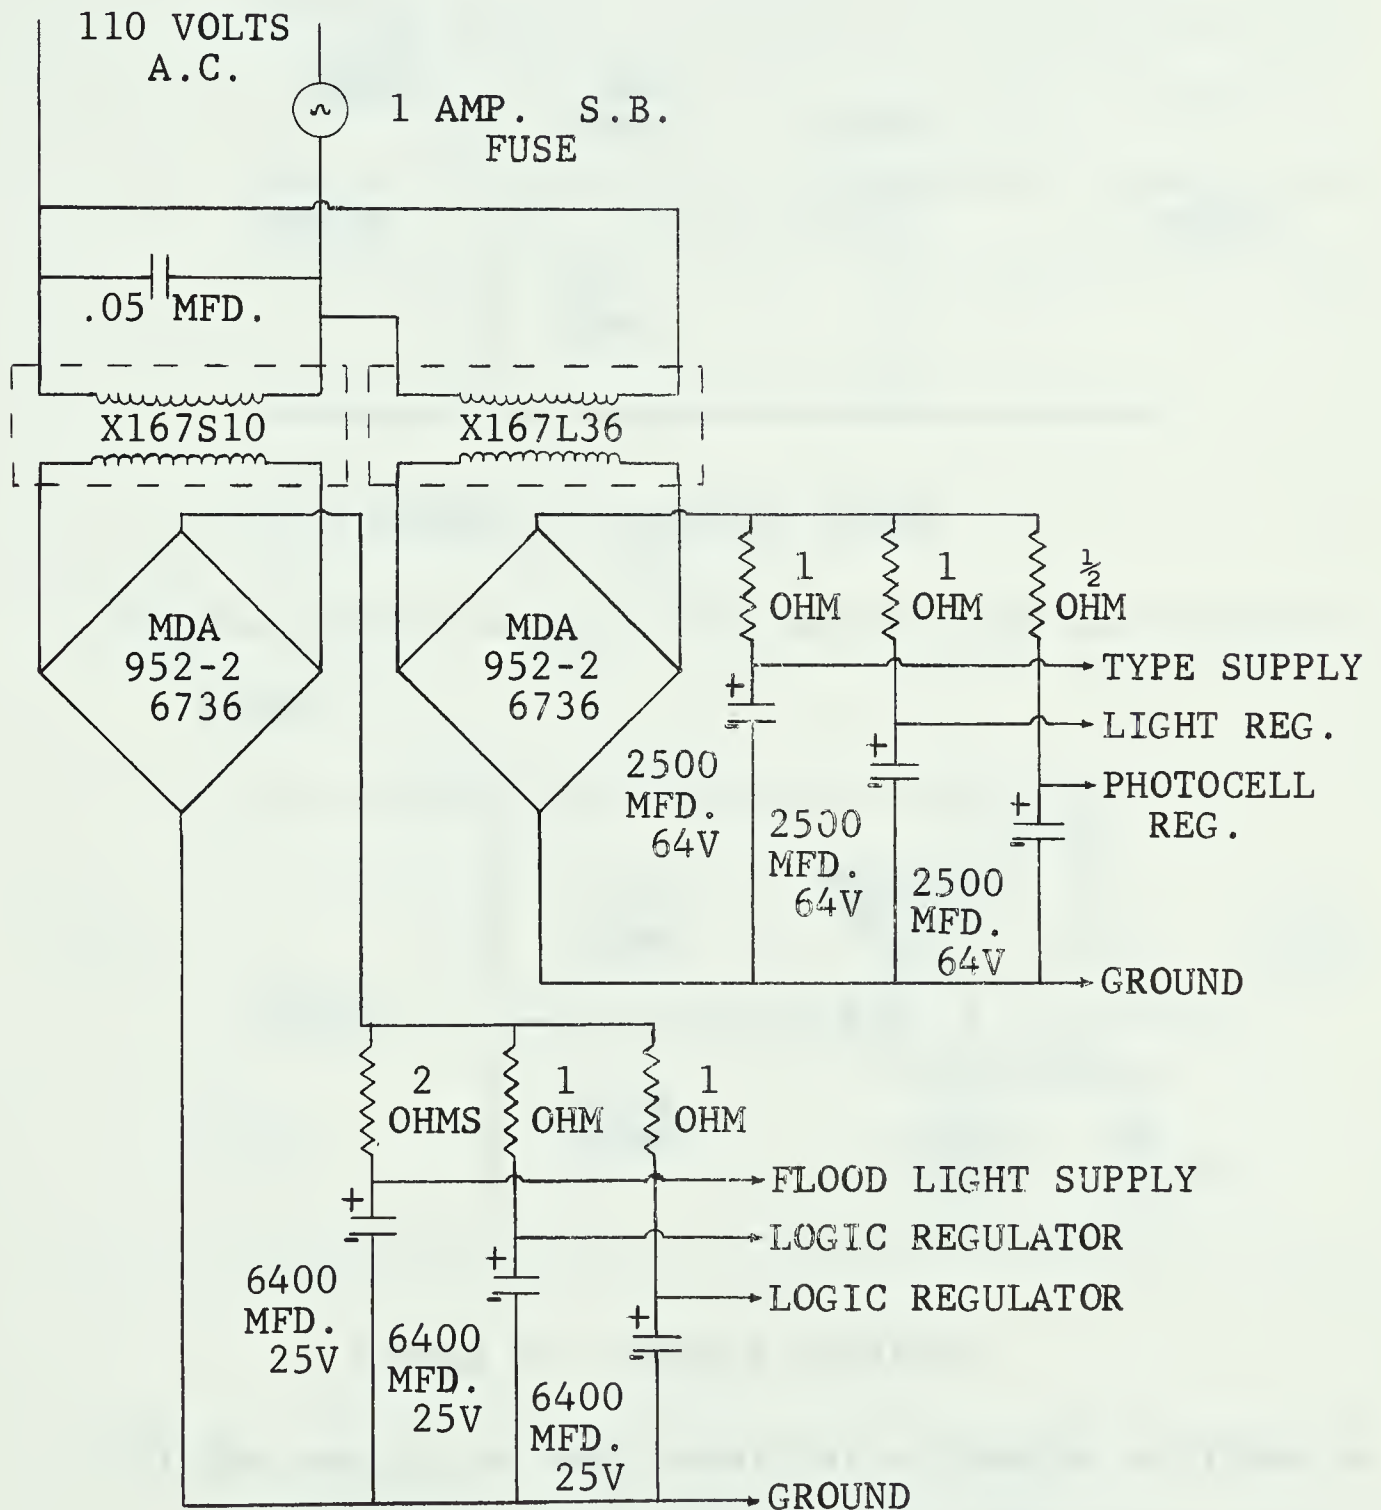 110 VOLTS
A.C.
1 AMP. S.B.
FUSE
.05 MFD.
X167S10
X167L36
MDA
952-2
6736
MDA
952-2
6736
1
OHM
1
OHM
½
OHM
TYPE SUPPLY
LIGHT REG.
PHOTOCELL
REG.
+
-
2500
MFD.
64V
+
-
2500
MFD.
64V
+
-
2500
MFD.
64V
GROUND
2
OHMS
1
OHM
1
OHM
FLOOD LIGHT SUPPLY
LOGIC REGULATOR
LOGIC REGULATOR
+
-
6400
MFD.
25V
+
-
6400
MFD.
25V
+
-
6400
MFD.
25V
GROUND